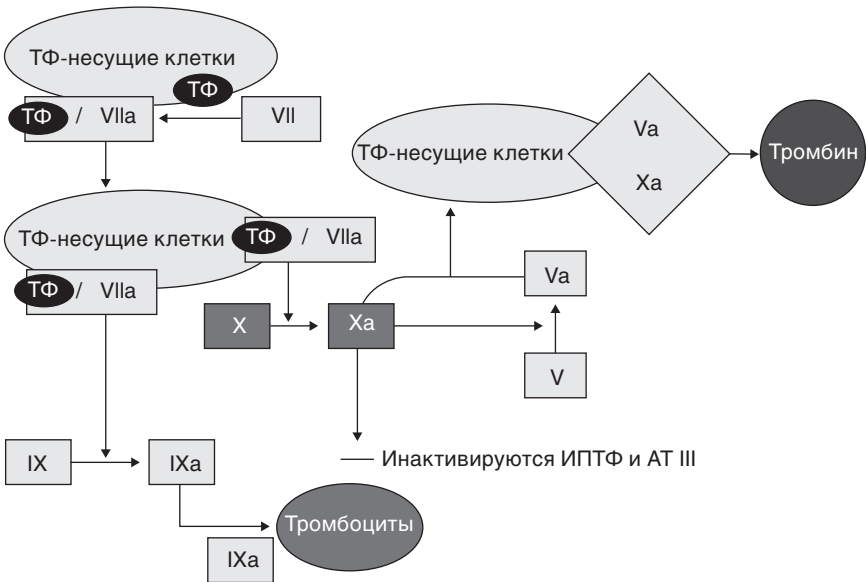 ТФ-несущие клетки
ТФ
ТФ / VIIa
VII
ТФ-несущие клетки
Va
Xa
Тромбин
ТФ-несущие клетки
ТФ / VIIa
ТФ / VIIa
X
Xa
Va
V
IX
IXa
Инактивируются ИПТФ и АТ III
Тромбоциты
IXa